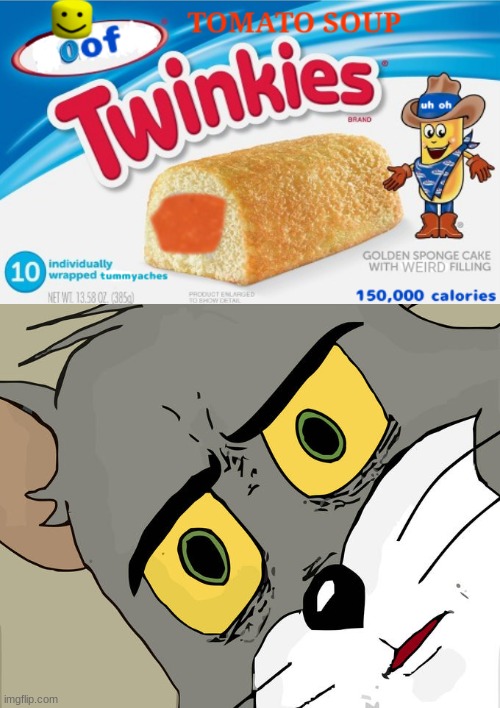 TOMATO SOUP
oof
Twinkies
BRAND
uh oh
GOLDEN SPONGE CAKE
WITH WEIRD FILLING
10 individually
wrapped tummyaches
NET WT. 13.58 OZ. (385g)
PRODUCT ENLARGED
TO SHOW DETAIL
150,000 calories
imgflip.com